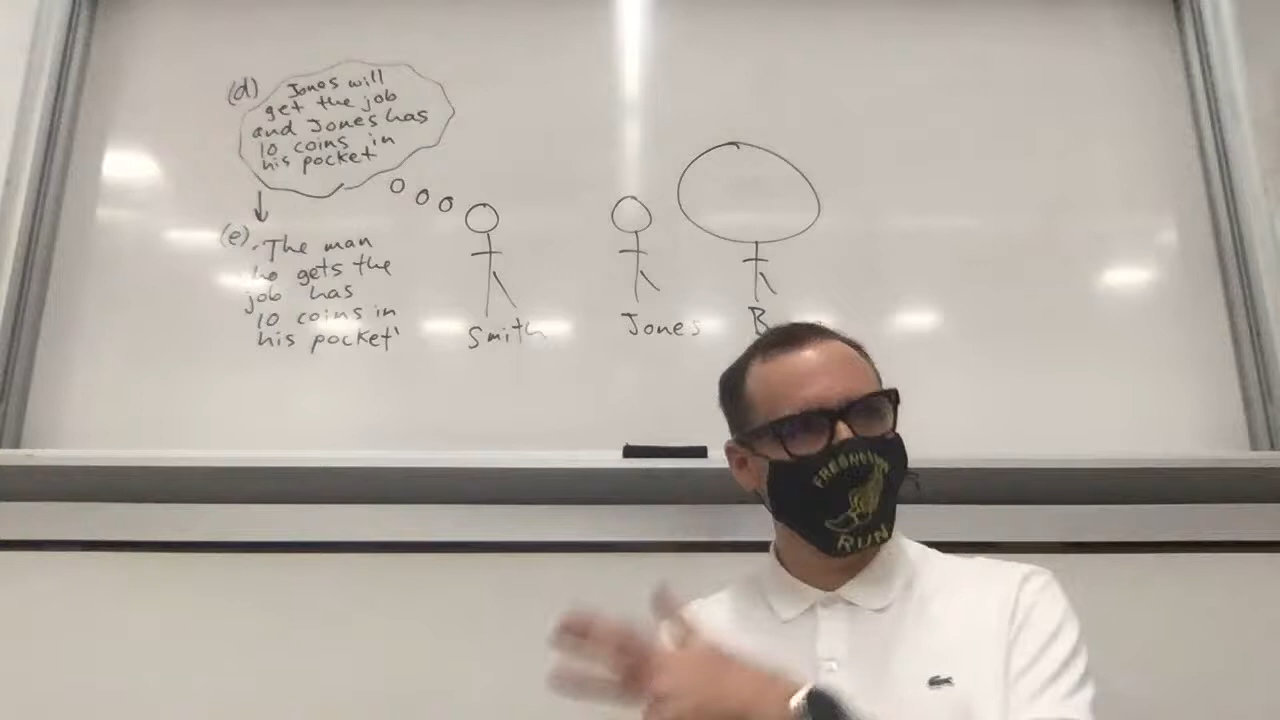 (d) Jones will
get the job
and Jones has
10 coins in
his pocket
(e) "The man
who gets the
job has
10 coins in
his pocket"
Smith
Jones
B
RUN